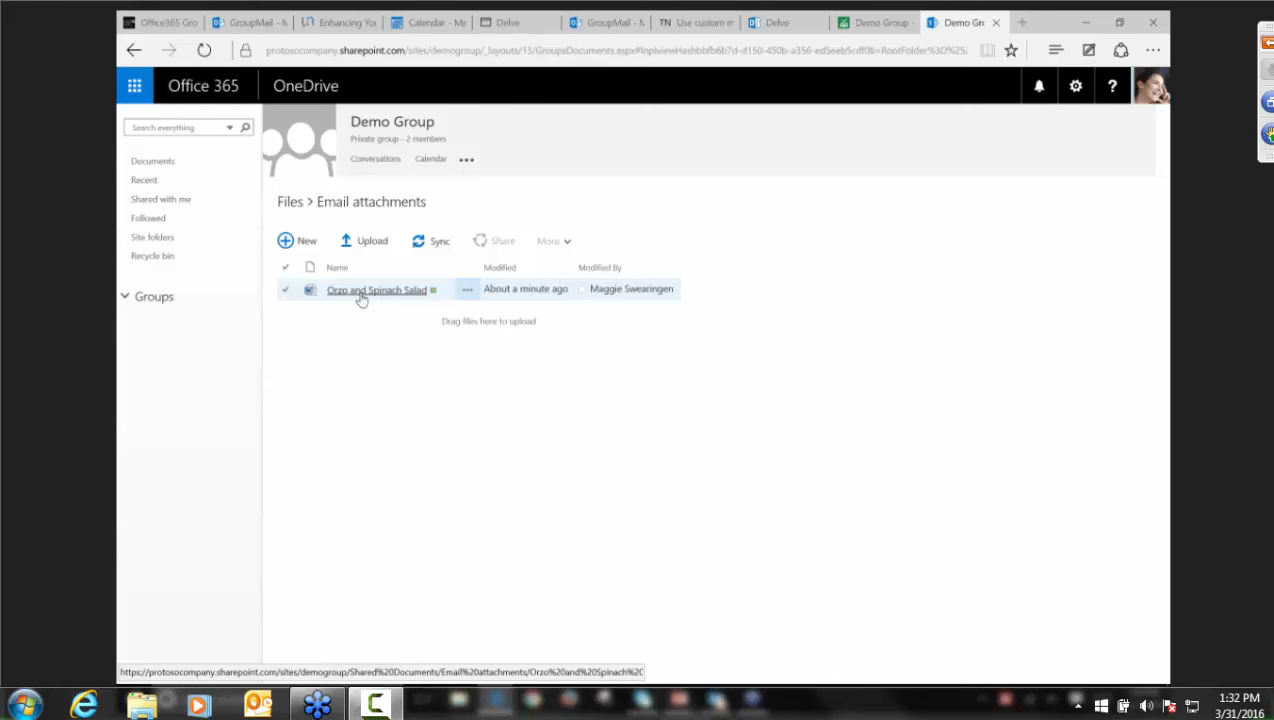 Office365 Gro
GroupMail - M
Enhancing You
Calendar - Me
Delve
GroupMail - M
TN Use custom m
Delve
Demo Group -
Demo Gr
protosocompany.sharepoint.com/sites/demogroup/_layouts/15/GroupsDocuments.aspx#
Office 365
OneDrive
Search everything
Documents
Recent
Shared with me
Followed
Site folders
Recycle bin
Groups
Demo Group
Private group - 2 members
Conversations Calendar •••
Files > Email attachments
New Upload Sync Share More
Name Modified Modified By
Orzo and Spinach Salad ••• About a minute ago Maggie Swearingen
Drag files here to upload
https://protosocompany.sharepoint.com/sites/demogroup/Shared%20Documents/Email%20attachments/Orzo%20and%20Spinach%2C
1:32 PM
3/31/2016